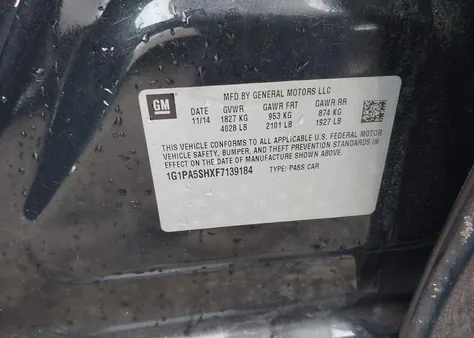 MFD BY GENERAL MOTORS LLC
GM DATE GVWR GAWR FRT GAWR RR
11/14 1827 KG 953 KG 874 KG
4028 LB 2101 LB 1927 LB
THIS VEHICLE CONFORMS TO ALL APPLICABLE U.S. FEDERAL MOTOR
VEHICLE SAFETY, BUMPER, AND THEFT PREVENTION STANDARDS IN
EFFECT ON THE DATE OF MANUFACTURE SHOWN ABOVE.
1G1PA5SHXF7139184 TYPE: PASS CAR